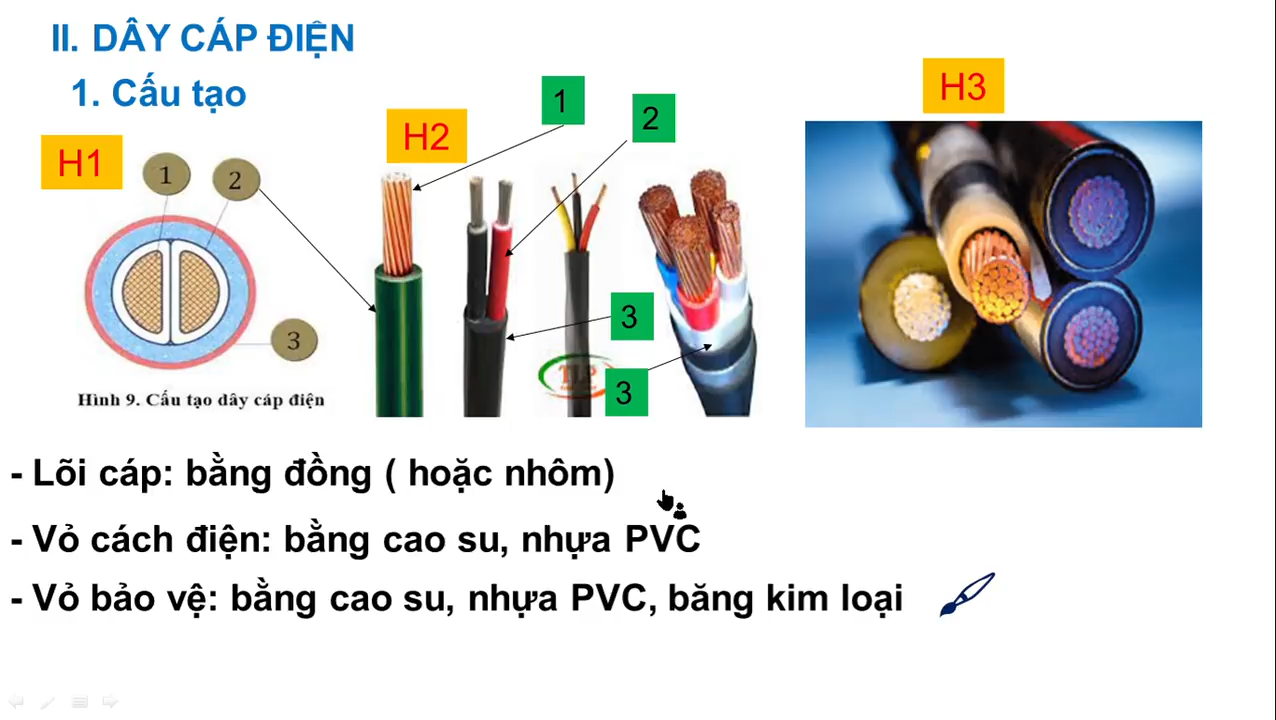 II. DÂY CÁP ĐIỆN
1. Cấu tạo
H1
1
2
3
Hình 9. Cấu tạo dây cáp điện
H2
1
2
3
3
TLP
H3
- Lõi cáp: bằng đồng ( hoặc nhôm)
- Vỏ cách điện: bằng cao su, nhựa PVC
- Vỏ bảo vệ: bằng cao su, nhựa PVC, băng kim loại